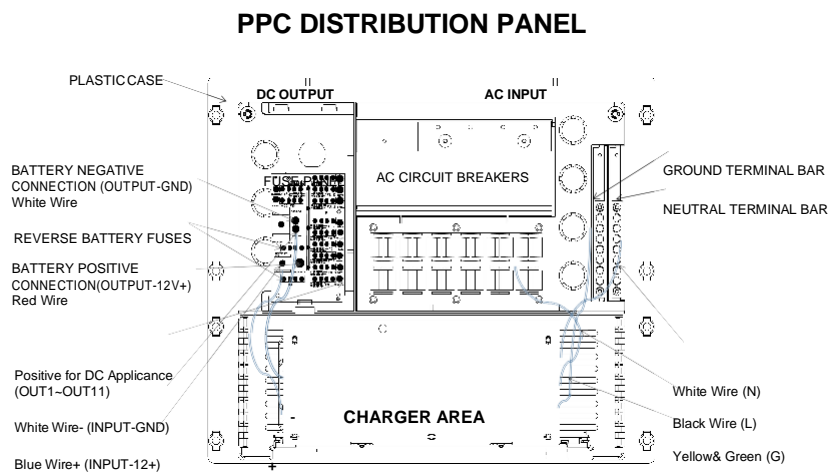 PPC DISTRIBUTION PANEL
PLASTIC CASE
DC OUTPUT
AC INPUT
BATTERY NEGATIVE
CONNECTION (OUTPUT-GND)
White Wire
FUSE PANEL
AC CIRCUIT BREAKERS
GROUND TERMINAL BAR
NEUTRAL TERMINAL BAR
REVERSE BATTERY FUSES
BATTERY POSITIVE
CONNECTION(OUTPUT-12V+)
Red Wire
Positive for DC Applicance
(OUT1~OUT11)
White Wire- (INPUT-GND)
Blue Wire+ (INPUT-12+)
CHARGER AREA
- +
White Wire (N)
Black Wire (L)
Yellow& Green (G)